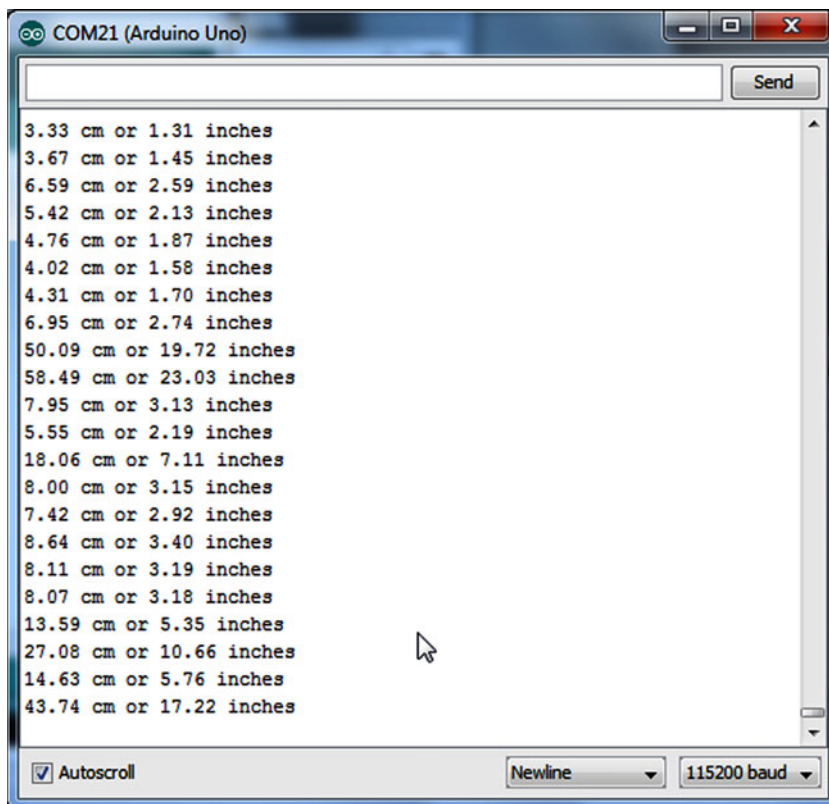 COM21 (Arduino Uno)
Send
3.33 cm or 1.31 inches
3.67 cm or 1.45 inches
6.59 cm or 2.59 inches
5.42 cm or 2.13 inches
4.76 cm or 1.87 inches
4.02 cm or 1.58 inches
4.31 cm or 1.70 inches
6.95 cm or 2.74 inches
50.09 cm or 19.72 inches
58.49 cm or 23.03 inches
7.95 cm or 3.13 inches
5.55 cm or 2.19 inches
18.06 cm or 7.11 inches
8.00 cm or 3.15 inches
7.42 cm or 2.92 inches
8.64 cm or 3.40 inches
8.11 cm or 3.19 inches
8.07 cm or 3.18 inches
13.59 cm or 5.35 inches
27.08 cm or 10.66 inches
14.63 cm or 5.76 inches
43.74 cm or 17.22 inches
Autoscroll Newline 115200 baud